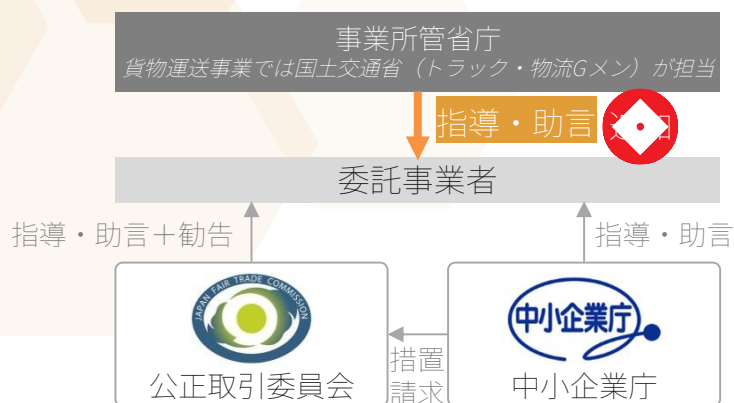 事業所管省庁
貨物運送事業では国土交通省（トラック・物流Gメン）が担当
指導・助言
委託事業者
指導・助言＋勧告
指導・助言
JAPAN FAIR TRADE COMMISSION
中小企業庁
措置
請求
公正取引委員会
中小企業庁